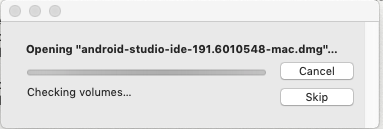 Opening "android-studio-ide-191.6010548-mac.dmg"...
Cancel
Checking volumes...
Skip